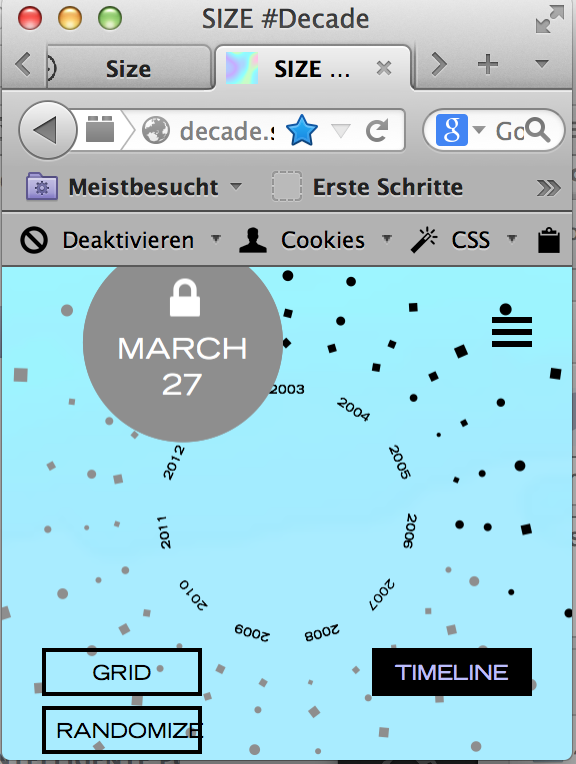 SIZE #Decade
Size
SIZE ...
decade.s
Go
Meistbesucht
Erste Schritte
Deaktivieren
Cookies
CSS
MARCH
27
2003
2004
2005
2006
2007
2008
2009
2010
2011
2012
GRID
TIMELINE
RANDOMIZE